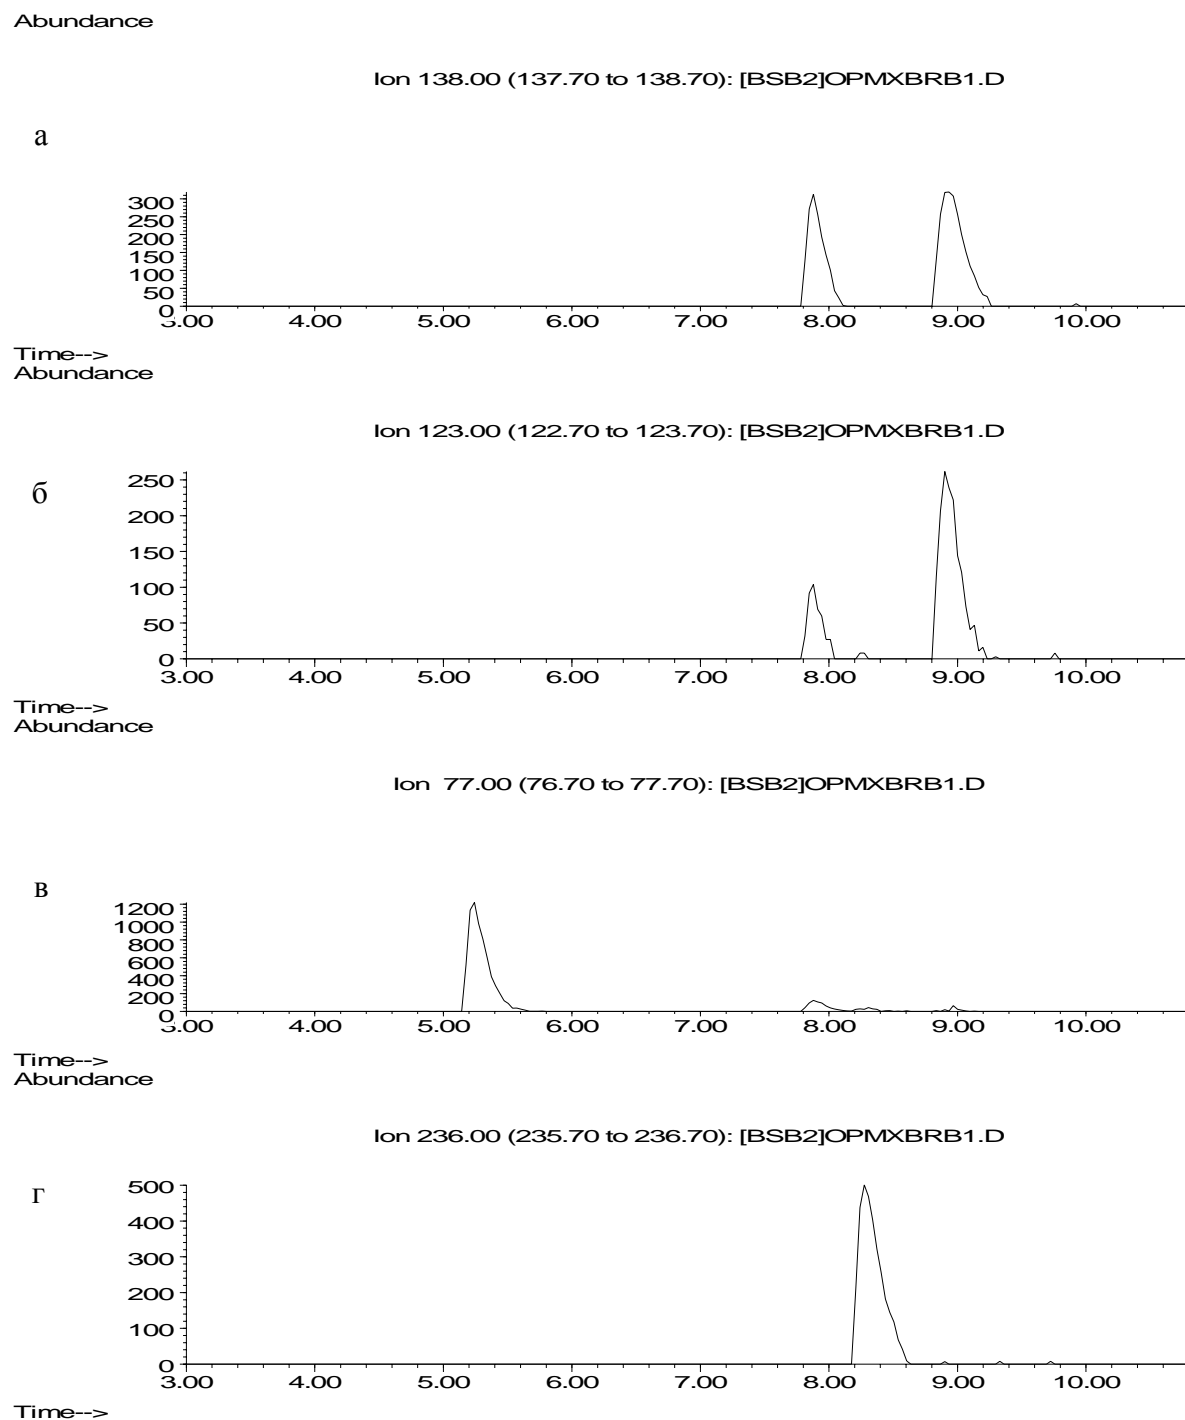 Abundance
Ion 138.00 (137.70 to 138.70): [BSB2]OPMXBRB1.D
а
300
250
200
150
100
50
0
3.00 4.00 5.00 6.00 7.00 8.00 9.00 10.00
Time-->
Abundance
Ion 123.00 (122.70 to 123.70): [BSB2]OPMXBRB1.D
б
250
200
150
100
50
0
3.00 4.00 5.00 6.00 7.00 8.00 9.00 10.00
Time-->
Abundance
Ion 77.00 (76.70 to 77.70): [BSB2]OPMXBRB1.D
в
1200
1000
800
600
400
200
0
3.00 4.00 5.00 6.00 7.00 8.00 9.00 10.00
Time-->
Abundance
Ion 236.00 (235.70 to 236.70): [BSB2]OPMXBRB1.D
г
500
400
300
200
100
0
3.00 4.00 5.00 6.00 7.00 8.00 9.00 10.00
Time-->